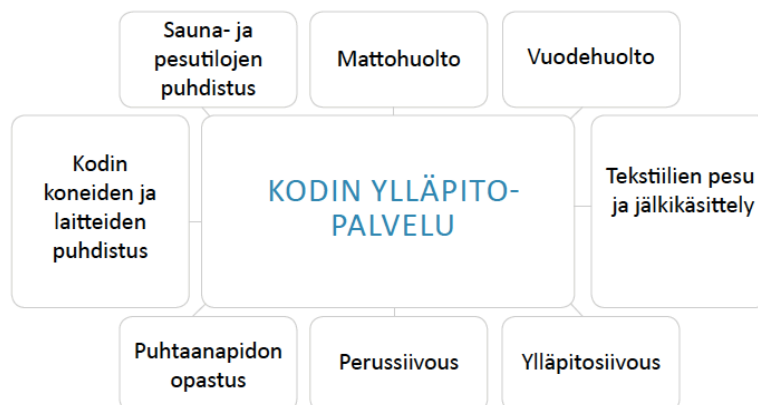 Sauna- ja
pesutilojen
puhdistus
Mattohuolto
Vuodehuolto
Kodin
koneiden ja
laitteiden
puhdistus
KODIN YLLÄPITO-
PALVELU
Tekstiilien pesu
ja jälkikäsittely
Puhtaanapidon
opastus
Perussiivous
Ylläpitosiivous